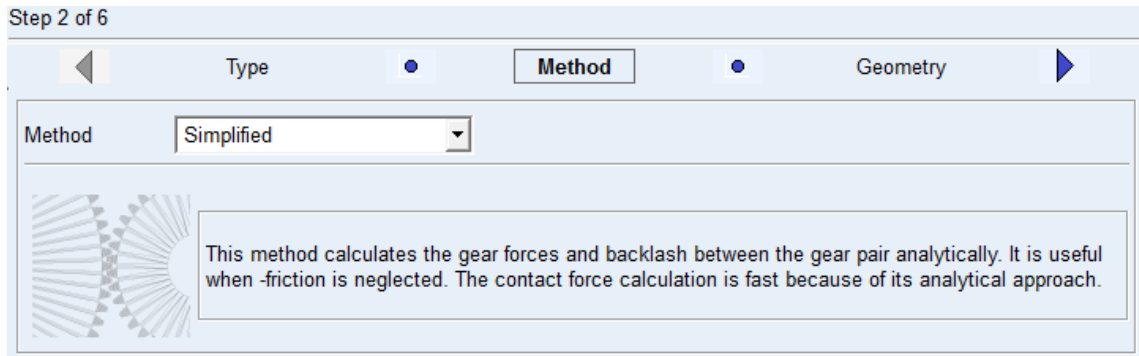 Step 2 of 6
Type Method Geometry
Method Simplified
This method calculates the gear forces and backlash between the gear pair analytically. It is useful
when -friction is neglected. The contact force calculation is fast because of its analytical approach.